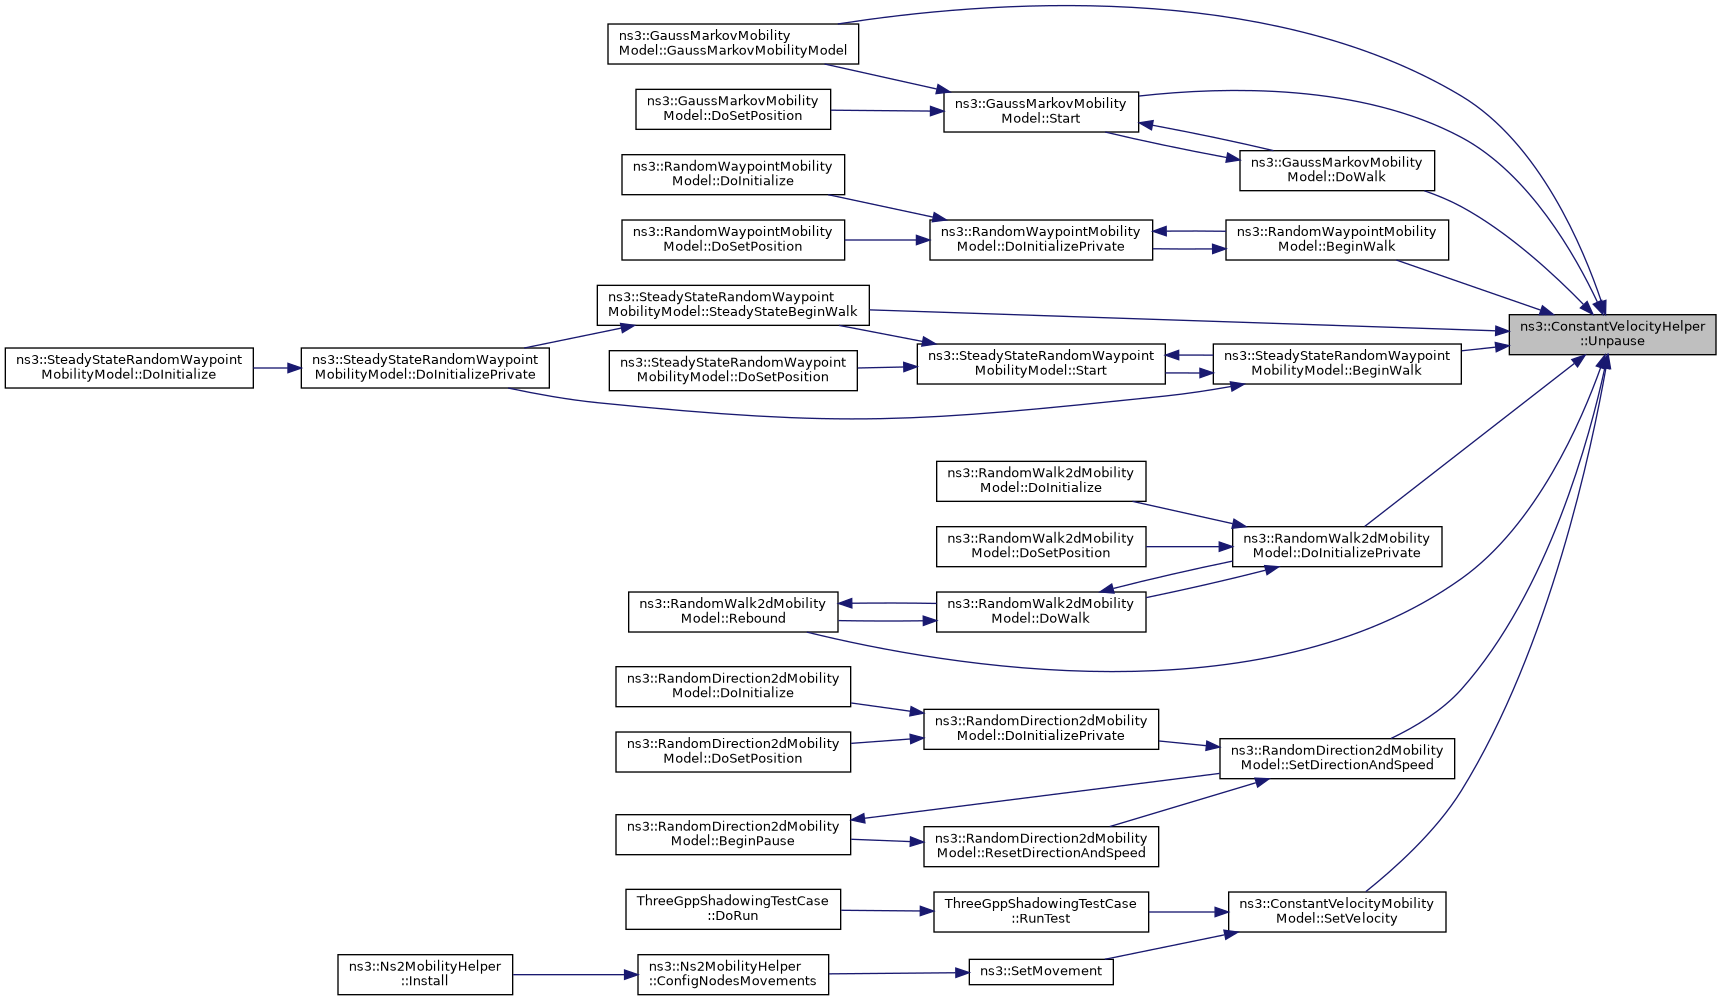 ns3::GaussMarkovMobility
Model::GaussMarkovMobilityModel
ns3::GaussMarkovMobility
Model::DoSetPosition
ns3::GaussMarkovMobility
Model::Start
ns3::GaussMarkovMobility
Model::DoWalk
ns3::RandomWaypointMobility
Model::DoInitialize
ns3::RandomWaypointMobility
Model::DoSetPosition
ns3::RandomWaypointMobility
Model::DoInitializePrivate
ns3::RandomWaypointMobility
Model::BeginWalk
ns3::SteadyStateRandomWaypoint
MobilityModel::SteadyStateBeginWalk
ns3::ConstantVelocityHelper
::Unpause
ns3::SteadyStateRandomWaypoint
MobilityModel::DoInitialize
ns3::SteadyStateRandomWaypoint
MobilityModel::DoInitializePrivate
ns3::SteadyStateRandomWaypoint
MobilityModel::DoSetPosition
ns3::SteadyStateRandomWaypoint
MobilityModel::Start
ns3::SteadyStateRandomWaypoint
MobilityModel::BeginWalk
ns3::RandomWalk2dMobility
Model::DoInitialize
ns3::RandomWalk2dMobility
Model::DoSetPosition
ns3::RandomWalk2dMobility
Model::DoInitializePrivate
ns3::RandomWalk2dMobility
Model::Rebound
ns3::RandomWalk2dMobility
Model::DoWalk
ns3::RandomDirection2dMobility
Model::DoInitialize
ns3::RandomDirection2dMobility
Model::DoSetPosition
ns3::RandomDirection2dMobility
Model::DoInitializePrivate
ns3::RandomDirection2dMobility
Model::SetDirectionAndSpeed
ns3::RandomDirection2dMobility
Model::BeginPause
ns3::RandomDirection2dMobility
Model::ResetDirectionAndSpeed
ThreeGppShadowingTestCase
::DoRun
ThreeGppShadowingTestCase
::RunTest
ns3::ConstantVelocityMobility
Model::SetVelocity
ns3::Ns2MobilityHelper
::Install
ns3::Ns2MobilityHelper
::ConfigNodesMovements
ns3::SetMovement